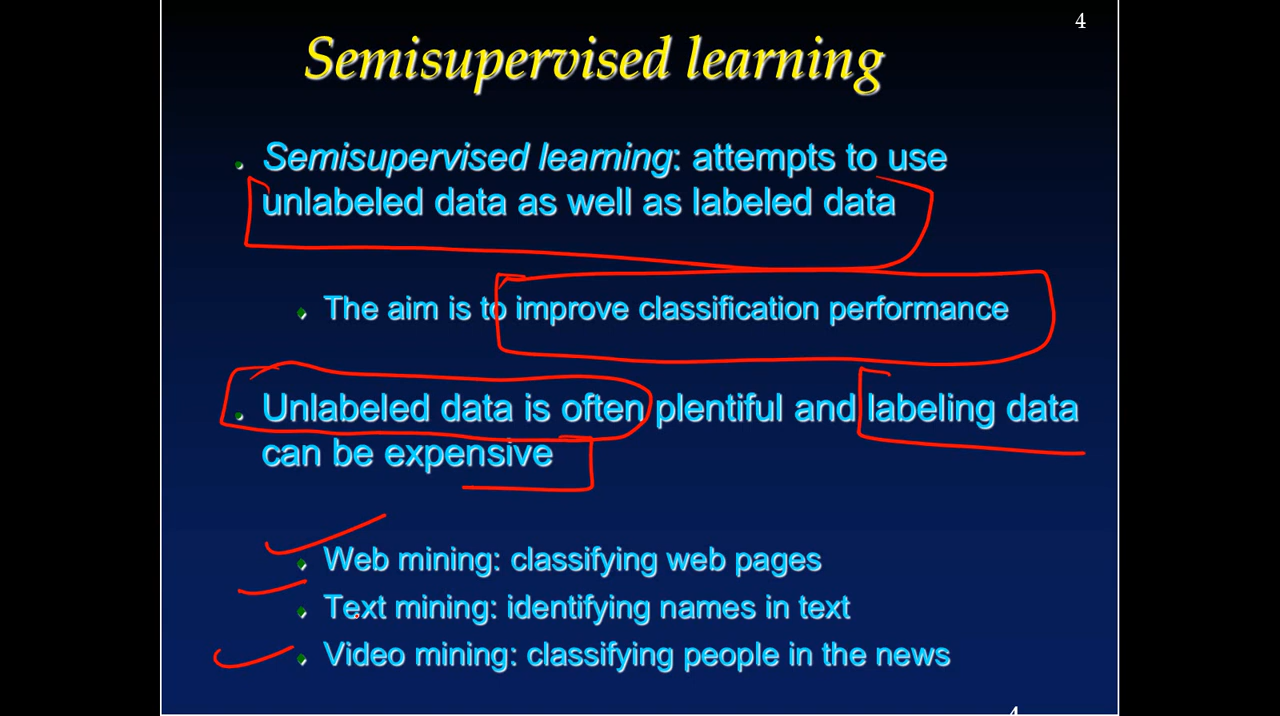 4
Semisupervised learning
Semisupervised learning: attempts to use
unlabeled data as well as labeled data
The aim is to improve classification performance
Unlabeled data is often plentiful and labeling data
can be expensive
Web mining: classifying web pages
Text mining: identifying names in text
Video mining: classifying people in the news
4